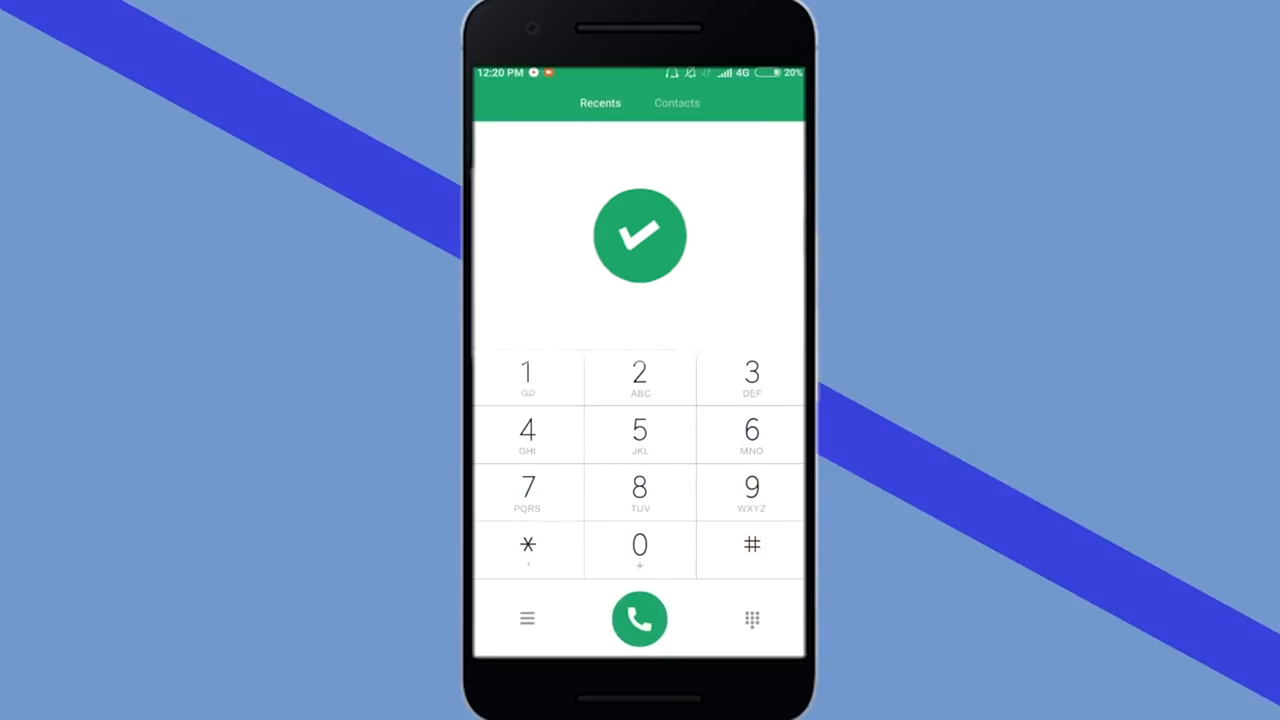 12:20 PM 4G 20%
Recents Contacts
1 2 3
ABC DEF
4 5 6
GHI JKL MNO
7 8 9
PQRS TUV WXYZ
* 0 #
, +